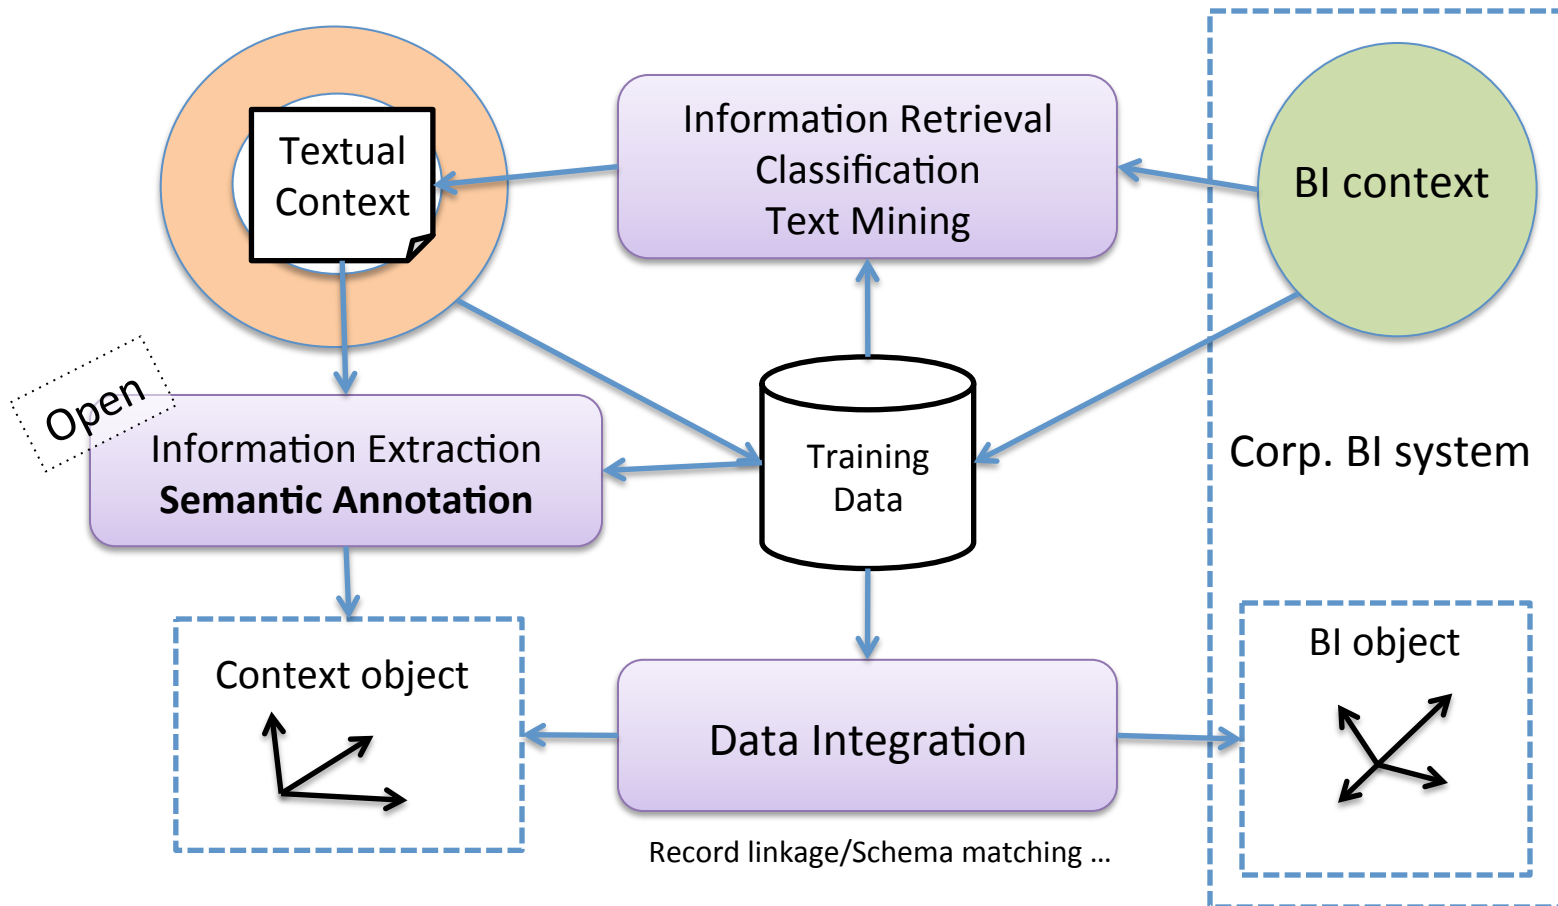 Textual
Context
Information Retrieval
Classification
Text Mining
BI context
Open
Information Extraction
Semantic Annotation
Training
Data
Corp. BI system
Context object
Data Integration
BI object
Record linkage/Schema matching ...